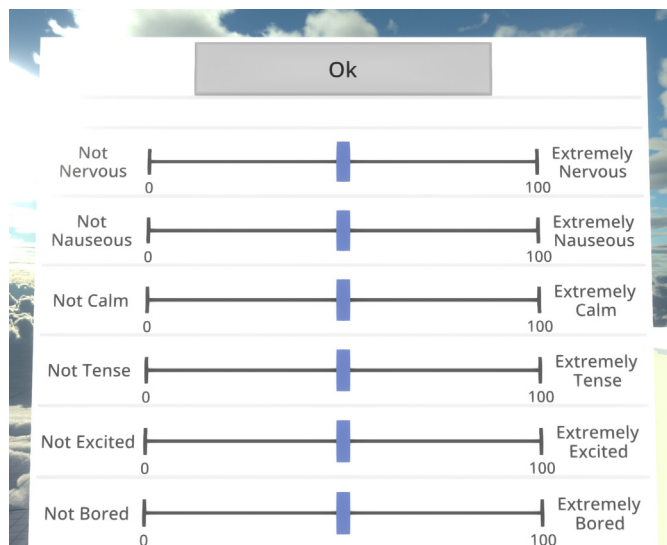 Ok
Not
Nervous
0
100
Extremely
Nervous
Not
Nauseous
0
100
Extremely
Nauseous
Not Calm
0
100
Extremely
Calm
Not Tense
0
100
Extremely
Tense
Not Excited
0
100
Extremely
Excited
Not Bored
0
100
Extremely
Bored